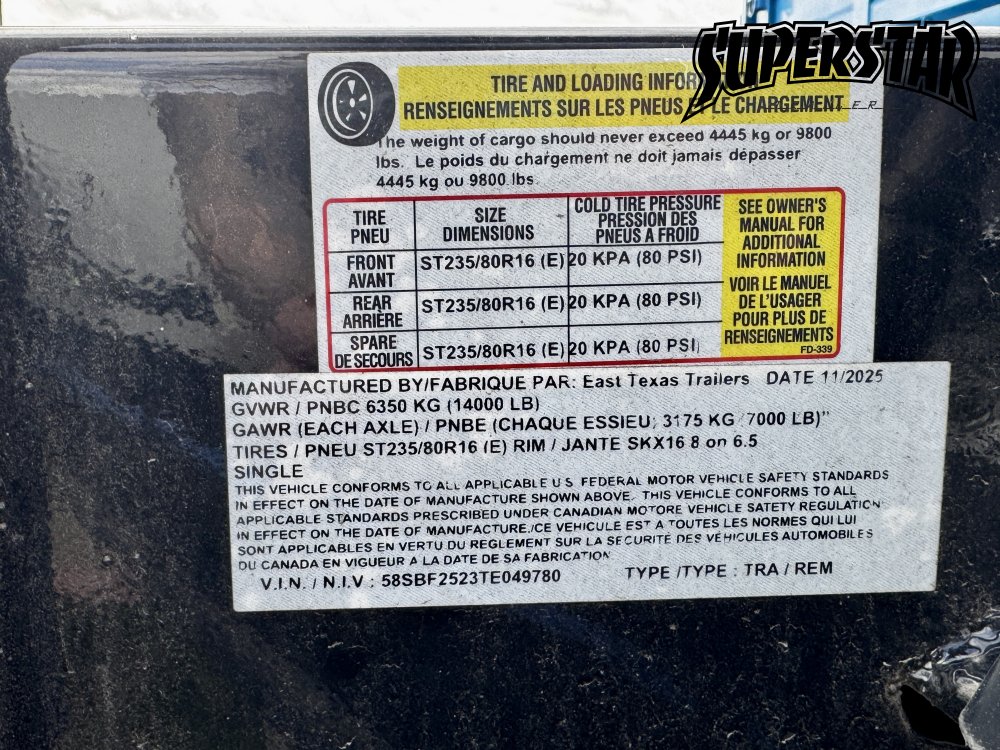 SUPERSTAR
TIRE AND LOADING INFOR
RENSEIGNEMENTS SUR LES PNEUS ET LE CHARGEMENT
The weight of cargo should never exceed 4445 kg or 9800
lbs. Le poids du chargement ne doit jamais dépasser
4445 kg ou 9800 lbs.
TIRE PNEU
SIZE DIMENSIONS
COLD TIRE PRESSURE PRESSION DES PNEUS A FROID
SEE OWNER'S
MANUAL FOR
ADDITIONAL
INFORMATION
VOIR LE MANUEL
DE L'USAGER
POUR PLUS DE
RENSEIGNEMENTS
FD-339
FRONT AVANT ST235/80R16 (E) 20 KPA (80 PSI)
REAR ARRIÈRE ST235/80R16 (E) 20 KPA (80 PSI)
SPARE DE SECOURS ST235/80R16 (E) 20 KPA (80 PSI)
MANUFACTURED BY/FABRIQUE PAR: East Texas Trailers DATE 11/2025
GVWR / PNBC 6350 KG (14000 LB)
GAWR (EACH AXLE) / PNBE (CHAQUE ESSIEU; 3175 KG 7000 LB)"
TIRES / PNEU ST235/80R16 (E) RIM / JANTE SKX16 8 on 6.5
SINGLE
THIS VEHICLE CONFORMS TO ALL APPLICABLE U.S. FEDERAL MOTOR VEHICLE SAFETY STANDARDS
IN EFFECT ON THE DATE OF MANUFACTURE SHOWN ABOVE. THIS VEHICLE CONFORMS TO ALL
APPLICABLE STANDARDS PRESCRIBED UNDER CANADIAN MOTORE VEHICLE SATETY REGULATION
IN EFFECT ON THE DATE OF MANUFACTURE./CE VEHICULE EST A TOUTES LES NORMES QUI LUI
SONT APPLICABLES EN VERTU DU REGLEMENT SUR LA SECURITE DES VEHICULES AUTOMOBILES
DU CANADA EN VIGUEUR A LA DATE DE SA FABRICATION
V.I.N. / N.I.V : 58SBF2523TE049780 TYPE /TYPE : TRA / REM